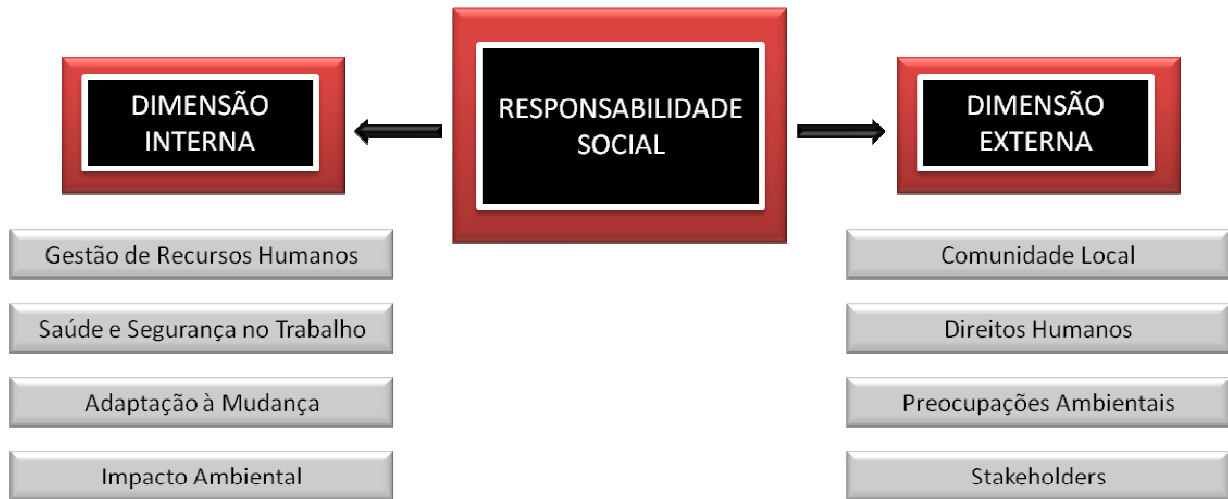 DIMENSÃO
INTERNA
RESPONSABILIDADE
SOCIAL
DIMENSÃO
EXTERNA
Gestão de Recursos Humanos
Saúde e Segurança no Trabalho
Adaptação à Mudança
Impacto Ambiental
Comunidade Local
Direitos Humanos
Preocupações Ambientais
Stakeholders